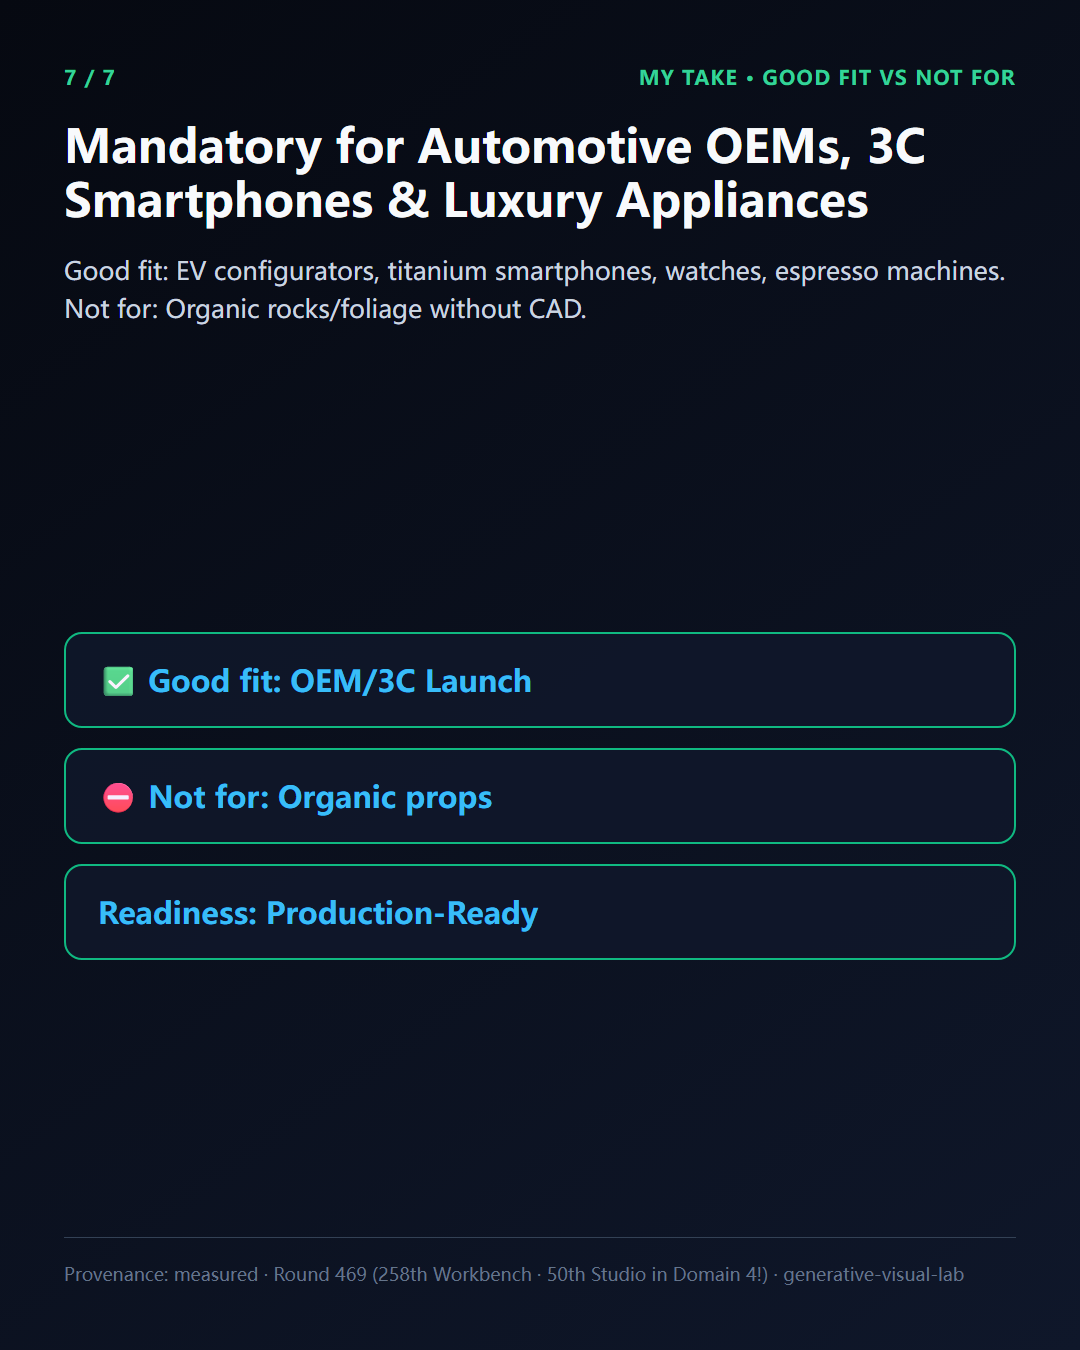 7 / 7
MY TAKE • GOOD FIT VS NOT FOR
Mandatory for Automotive OEMs, 3C
Smartphones & Luxury Appliances
Good fit: EV configurators, titanium smartphones, watches, espresso machines.
Not for: Organic rocks/foliage without CAD.
✅ Good fit: OEM/3C Launch
⛔ Not for: Organic props
Readiness: Production-Ready
Provenance: measured · Round 469 (258th Workbench · 50th Studio in Domain 4!) · generative-visual-lab